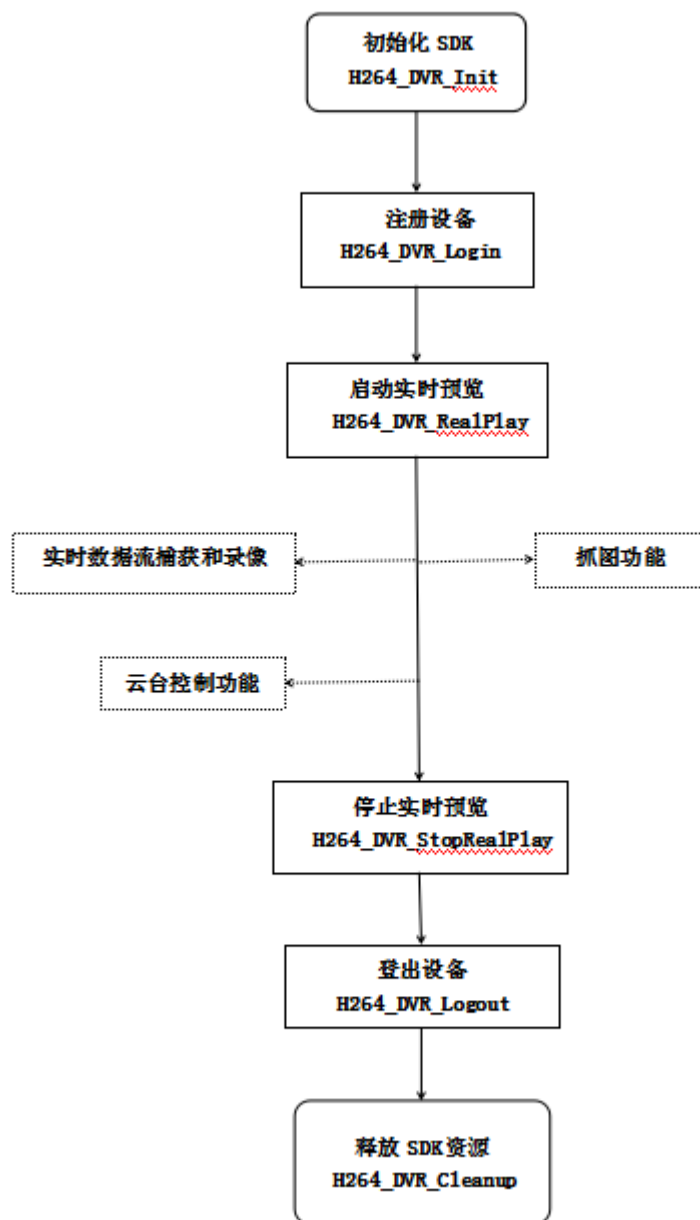 初始化 SDK
H264_DVR_Init
注册设备
H264_DVR_Login
启动实时预览
H264_DVR_RealPlay
实时数据流捕获和录像
抓图功能
云台控制功能
停止实时预览
H264_DVR_StopRealPlay
登出设备
H264_DVR_Logout
释放 SDK资源
H264_DVR_Cleanup